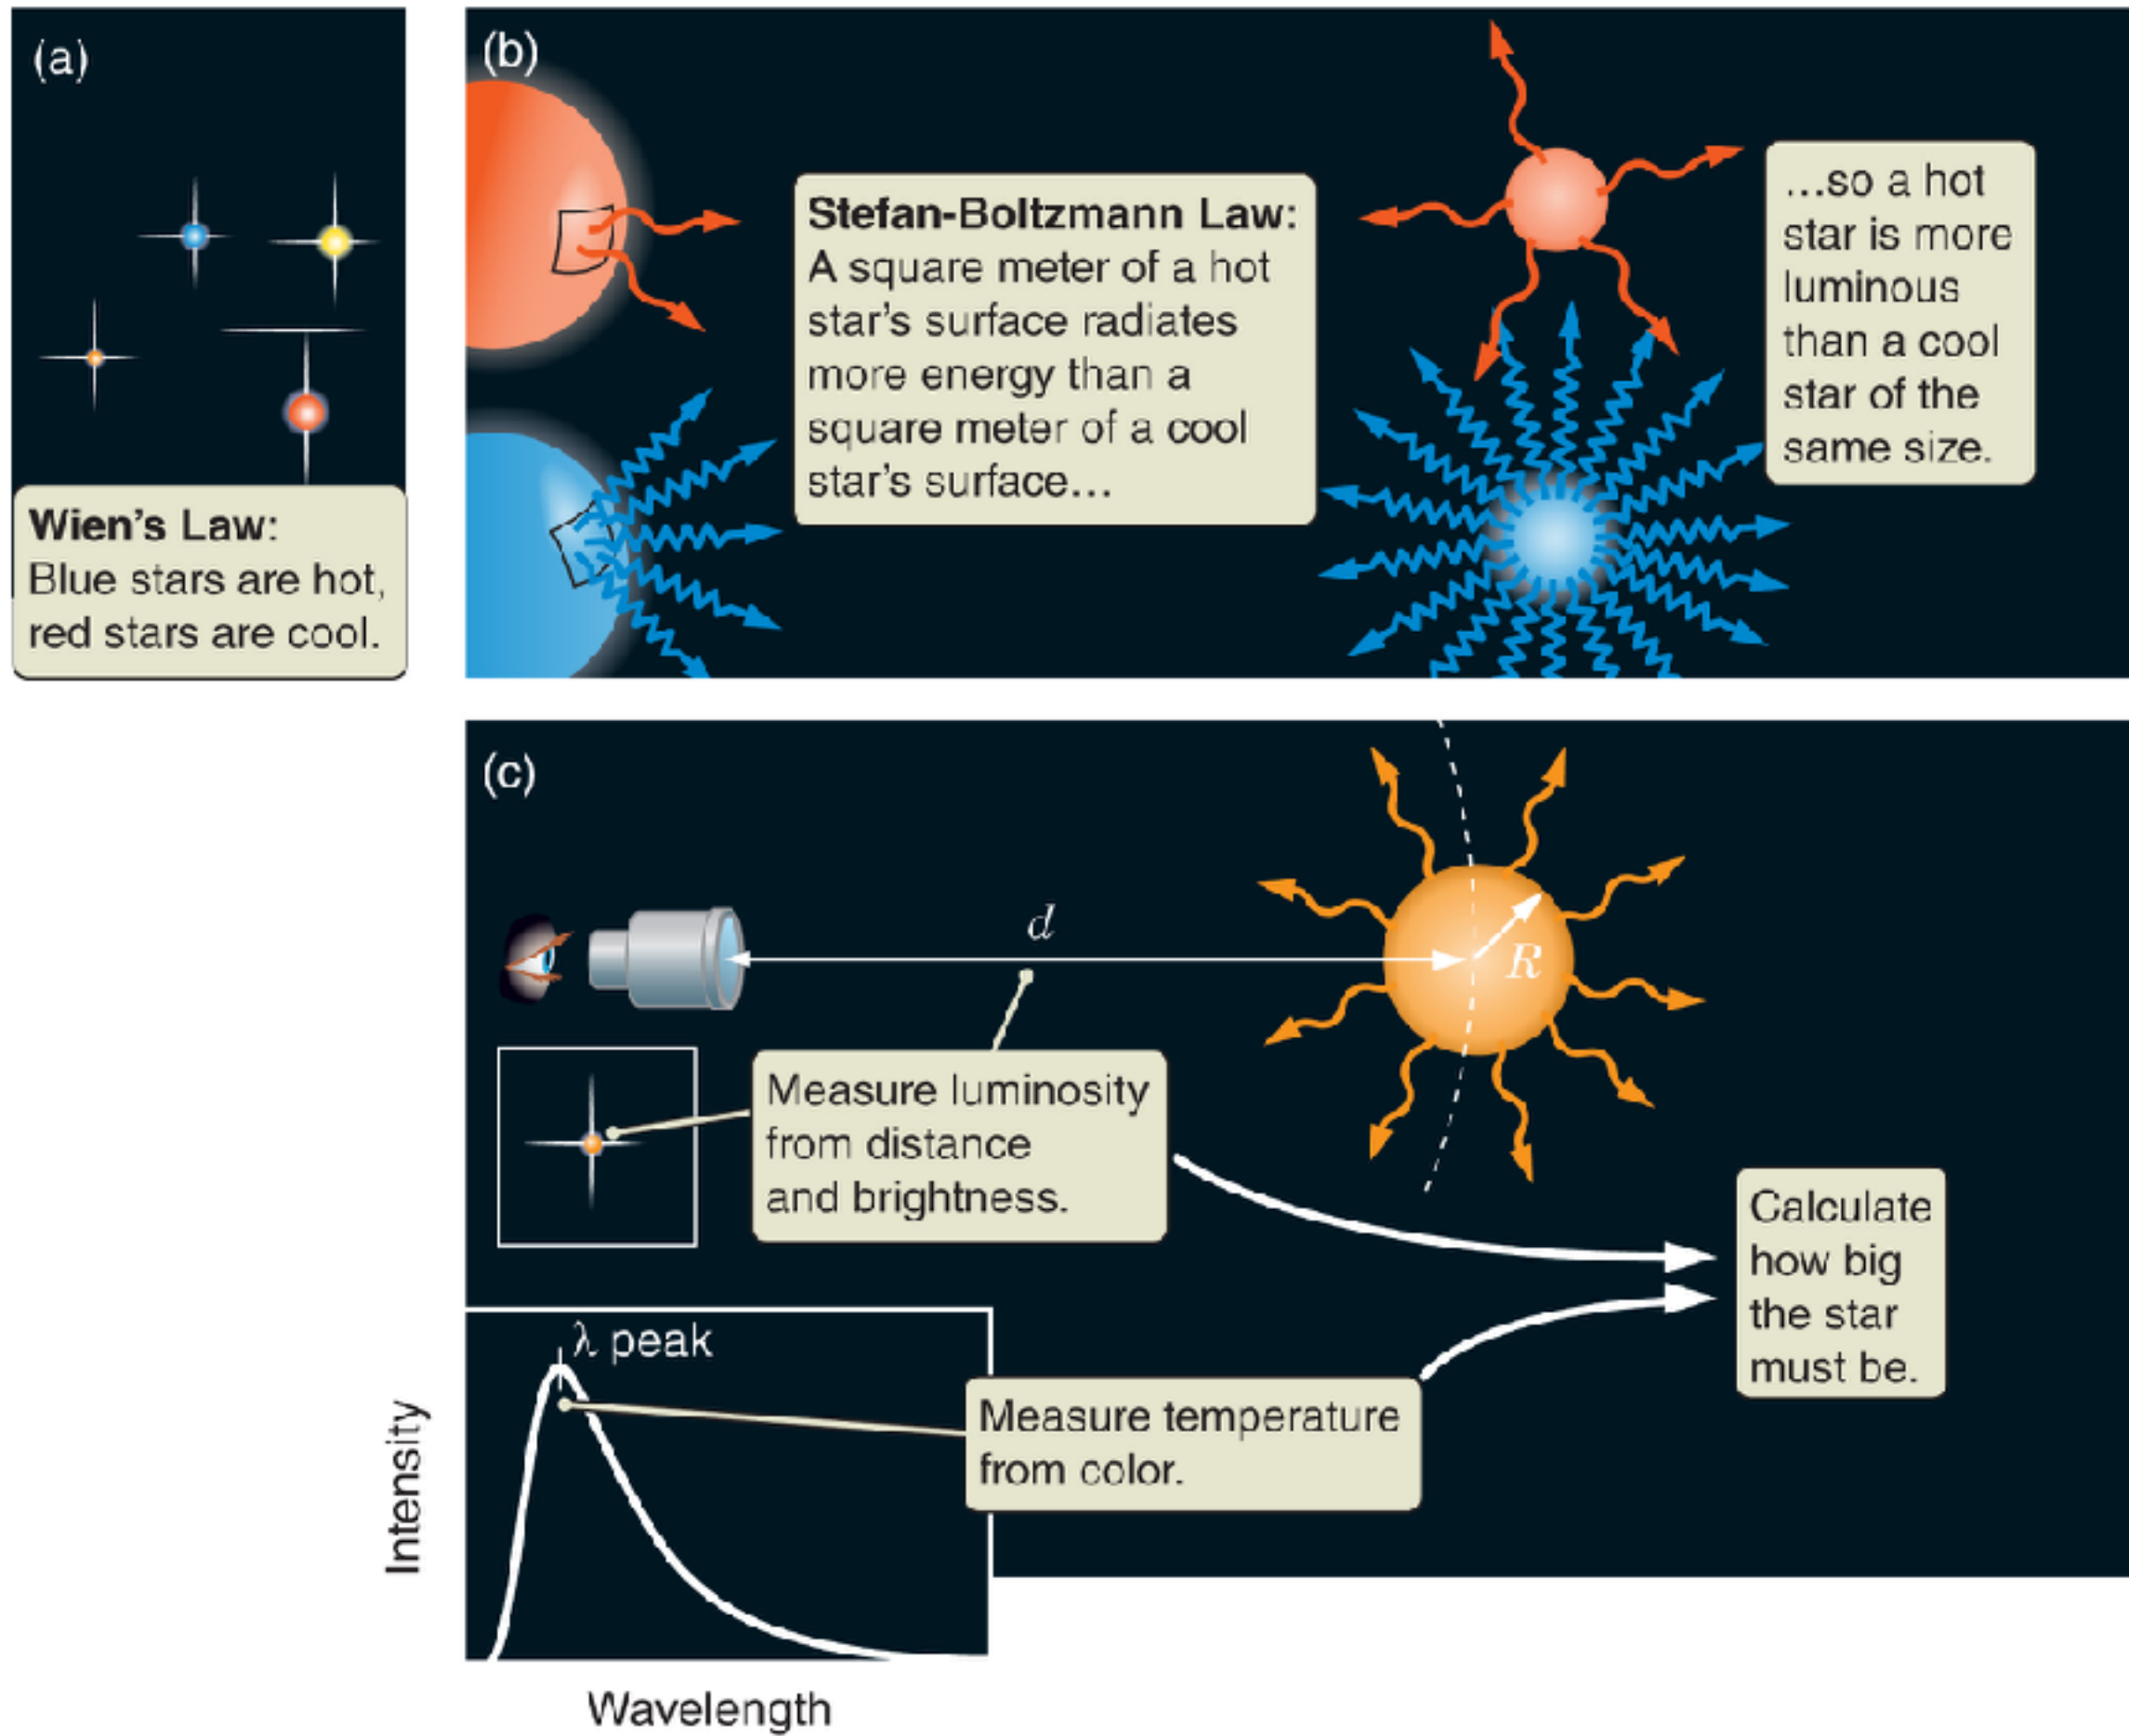 (a)
Wien's Law:
Blue stars are hot,
red stars are cool.
(b)
Stefan-Boltzmann Law:
A square meter of a hot
star's surface radiates
more energy than a
square meter of a cool
star's surface...
...so a hot
star is more
luminous
than a cool
star of the
same size.
(c)
d
R
Measure luminosity
from distance
and brightness.
Calculate
how big
the star
must be.
λ peak
Measure temperature
from color.
Intensity
Wavelength